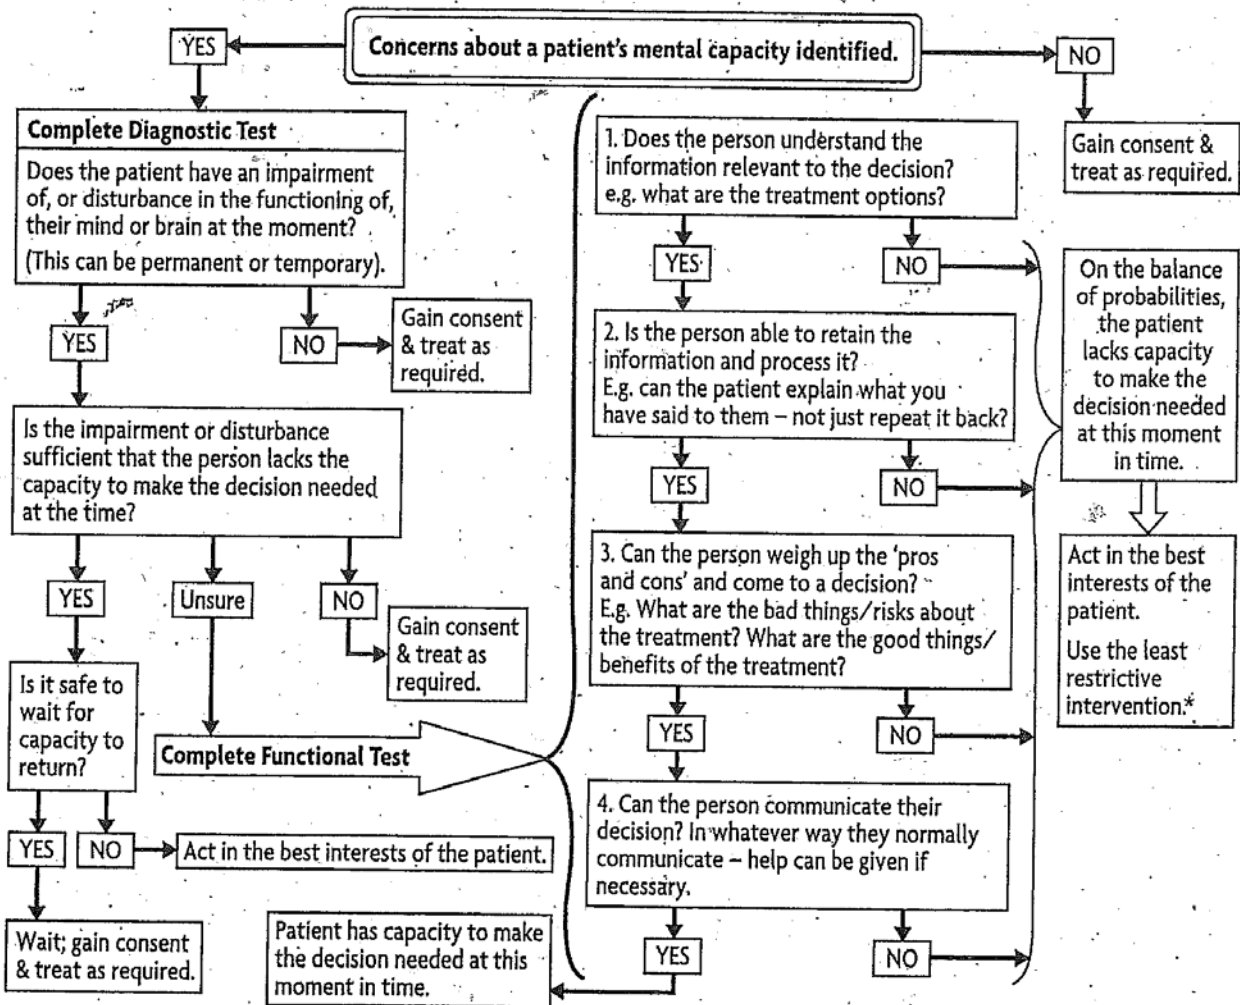 Concerns about a patient's mental capacity identified.
YES
NO
Gain consent &
treat as required.
Complete Diagnostic Test
Does the patient have an impairment
of, or disturbance in the functioning of,
their mind or brain at the moment?
(This can be permanent or temporary).
YES
NO
Gain consent
& treat as
required.
Is the impairment or disturbance
sufficient that the person lacks the
capacity to make the decision needed
at the time?
YES
Unsure
NO
Gain consent
& treat as
required.
Is it safe to
wait for
capacity to
return?
Complete Functional Test
YES
NO
Act in the best interests of the patient.
Wait; gain consent
& treat as required.
1. Does the person understand the
information relevant to the decision?
e.g. what are the treatment options?
YES
NO
2. Is the person able to retain the
information and process it?
E.g. can the patient explain what you
have said to them – not just repeat it back?
YES
NO
3. Can the person weigh up the 'pros
and cons' and come to a decision?
E.g. What are the bad things/risks about
the treatment? What are the good things/
benefits of the treatment?
YES
NO
4. Can the person communicate their
decision? In whatever way they normally
communicate – help can be given if
necessary.
YES
NO
Patient has capacity to make
the decision needed at this
moment in time.
On the balance
of probabilities,
the patient
lacks capacity
to make the
decision needed
at this moment
in time.
Act in the best
interests of the
patient.
Use the least
restrictive
intervention.*